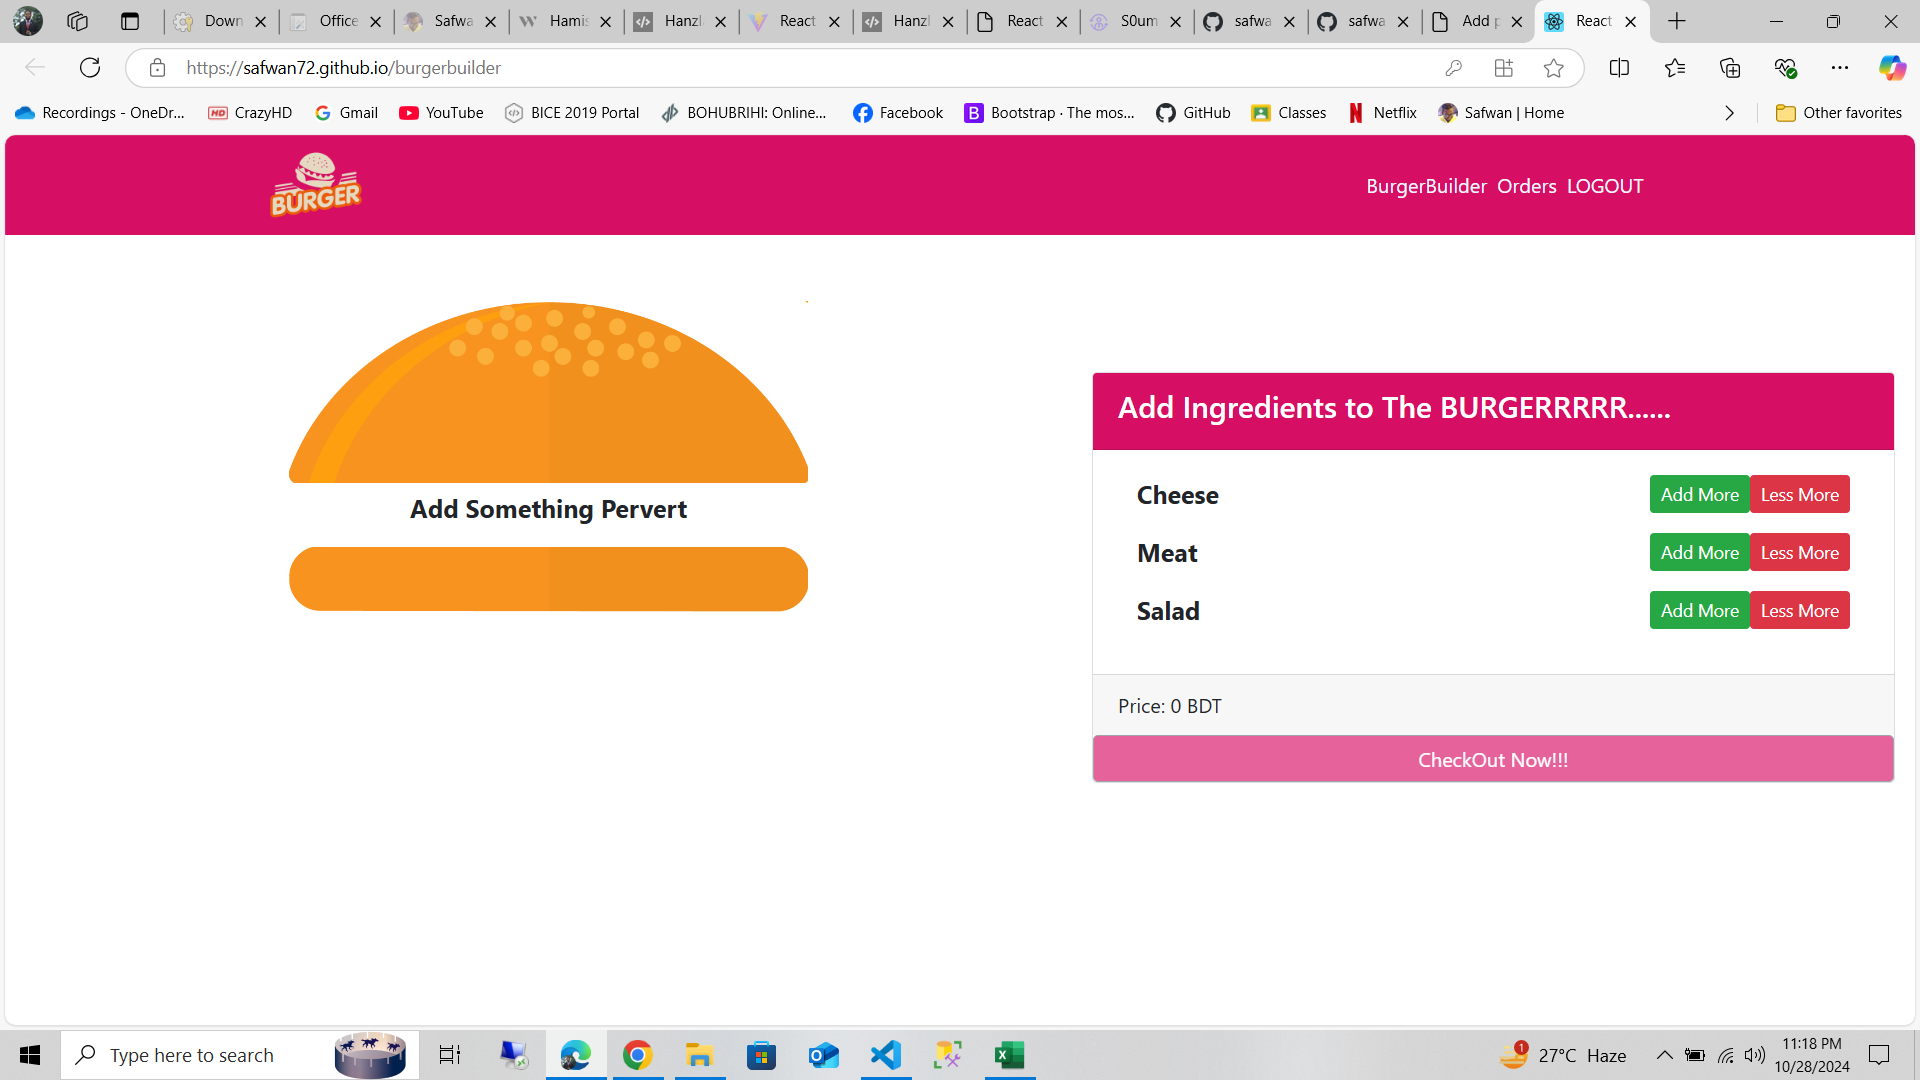 Down
Office
Safwa
Hamis
Hanzl
React
Hanzl
React
S0um
safwa
safwa
Add p
React
https://safwan72.github.io/burgerbuilder
Recordings - OneDr...
CrazyHD
Gmail
YouTube
BICE 2019 Portal
BOHUBRIHI: Online...
Facebook
Bootstrap · The mos...
GitHub
Classes
Netflix
Safwan | Home
Other favorites
BURGER
BurgerBuilder Orders LOGOUT
Add Ingredients to The BURGERRRRR......
Cheese Add More Less More
Add Something Pervert
Meat Add More Less More
Salad Add More Less More
Price: 0 BDT
CheckOut Now!!!
Type here to search
1
27°C Haze
11:18 PM
10/28/2024